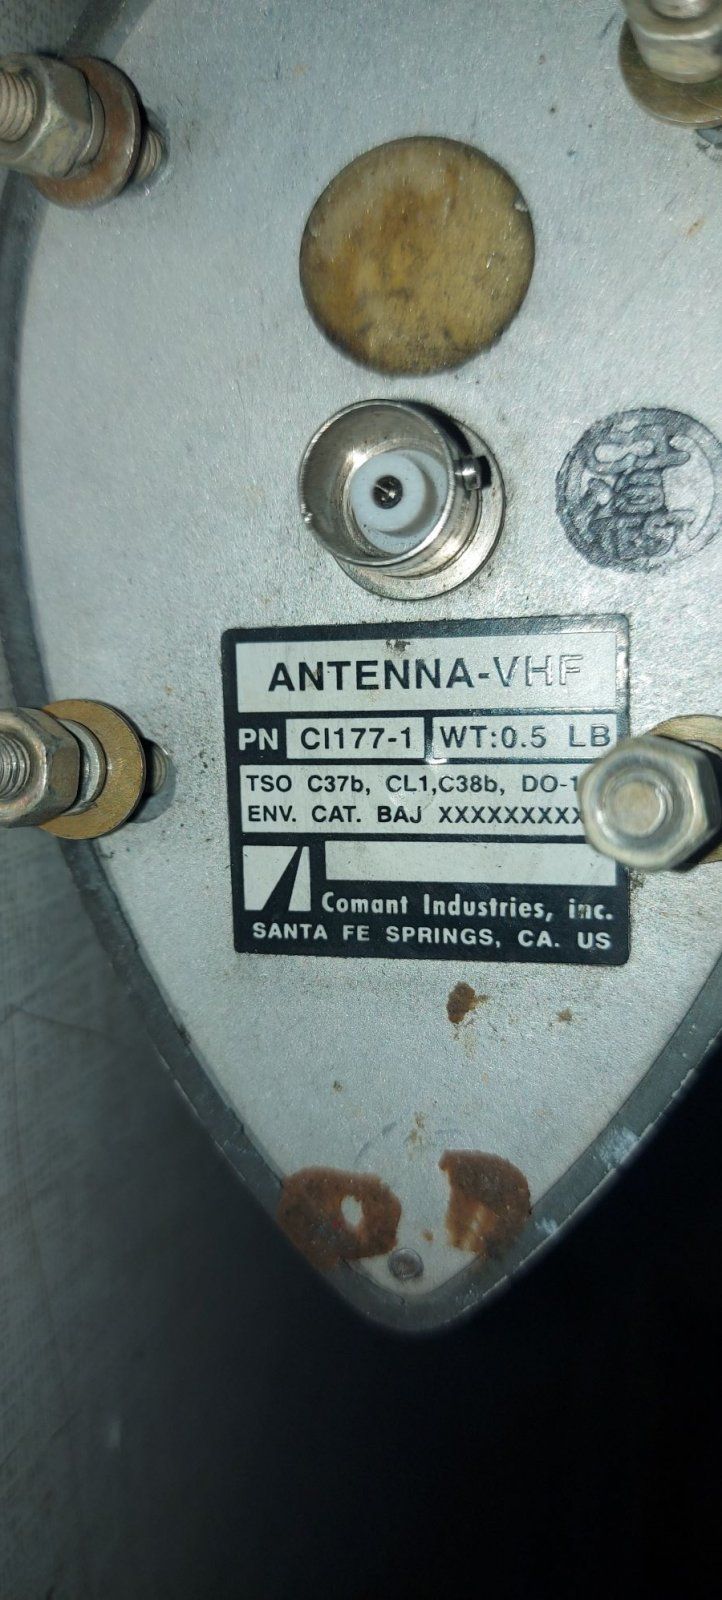 ANTENNA-VHF
PN CI177-1 WT:0.5 LB
TSO C37b, CL1,C38b,
ENV. CAT. BAJ
Comant Industries, inc.
SANTA FE SPRINGS, CA. US